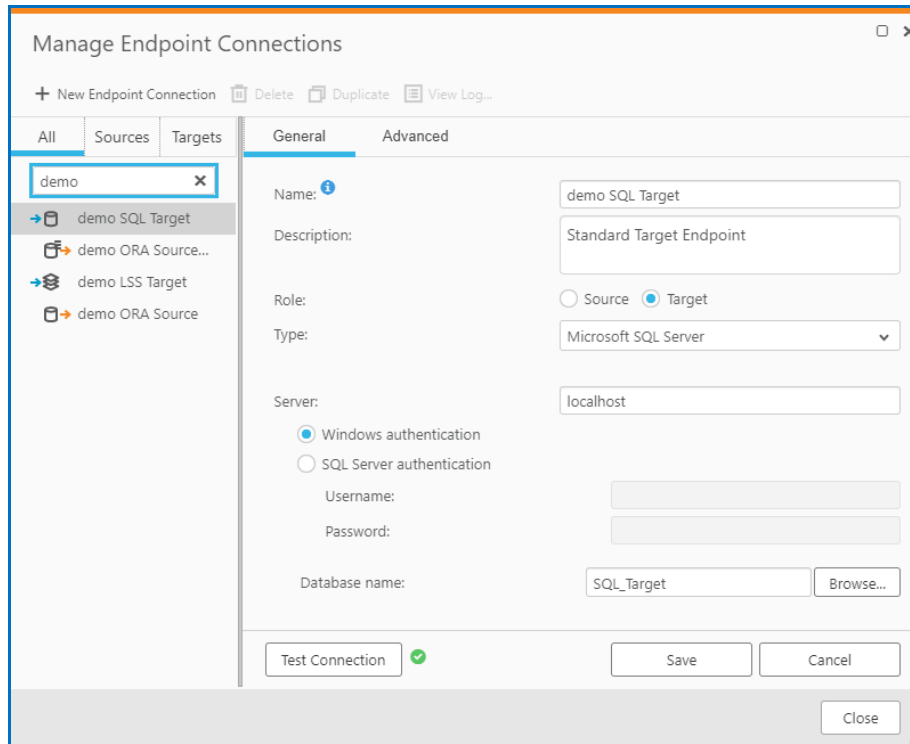 Manage Endpoint Connections
New Endpoint Connection Delete Duplicate View Log...
All Sources Targets General Advanced
demo
demo SQL Target
demo ORA Source...
demo LSS Target
demo ORA Source
Name: demo SQL Target
Description: Standard Target Endpoint
Role: Source Target
Type: Microsoft SQL Server
Server: localhost
Windows authentication
SQL Server authentication
Username:
Password:
Database name: SQL_Target Browse...
Test Connection Save Cancel
Close